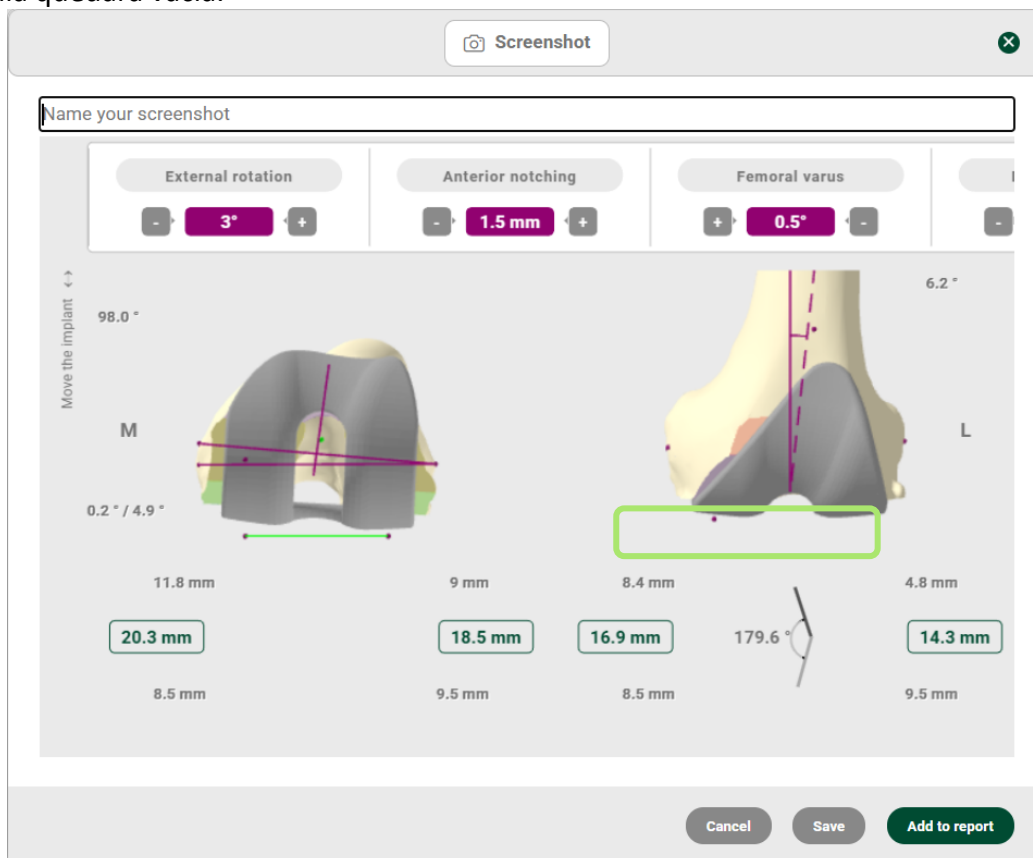 Screenshot
Name your screenshot
External rotation
Anterior notching
Femoral varus
- 3° +
- 1.5 mm +
+ 0.5° -
-
Move the implant
98.0 °
6.2 °
M
L
0.2 ° / 4.9 °
11.8 mm
9 mm
8.4 mm
4.8 mm
20.3 mm
18.5 mm
16.9 mm
179.6 °
14.3 mm
8.5 mm
9.5 mm
8.5 mm
9.5 mm
Cancel
Save
Add to report